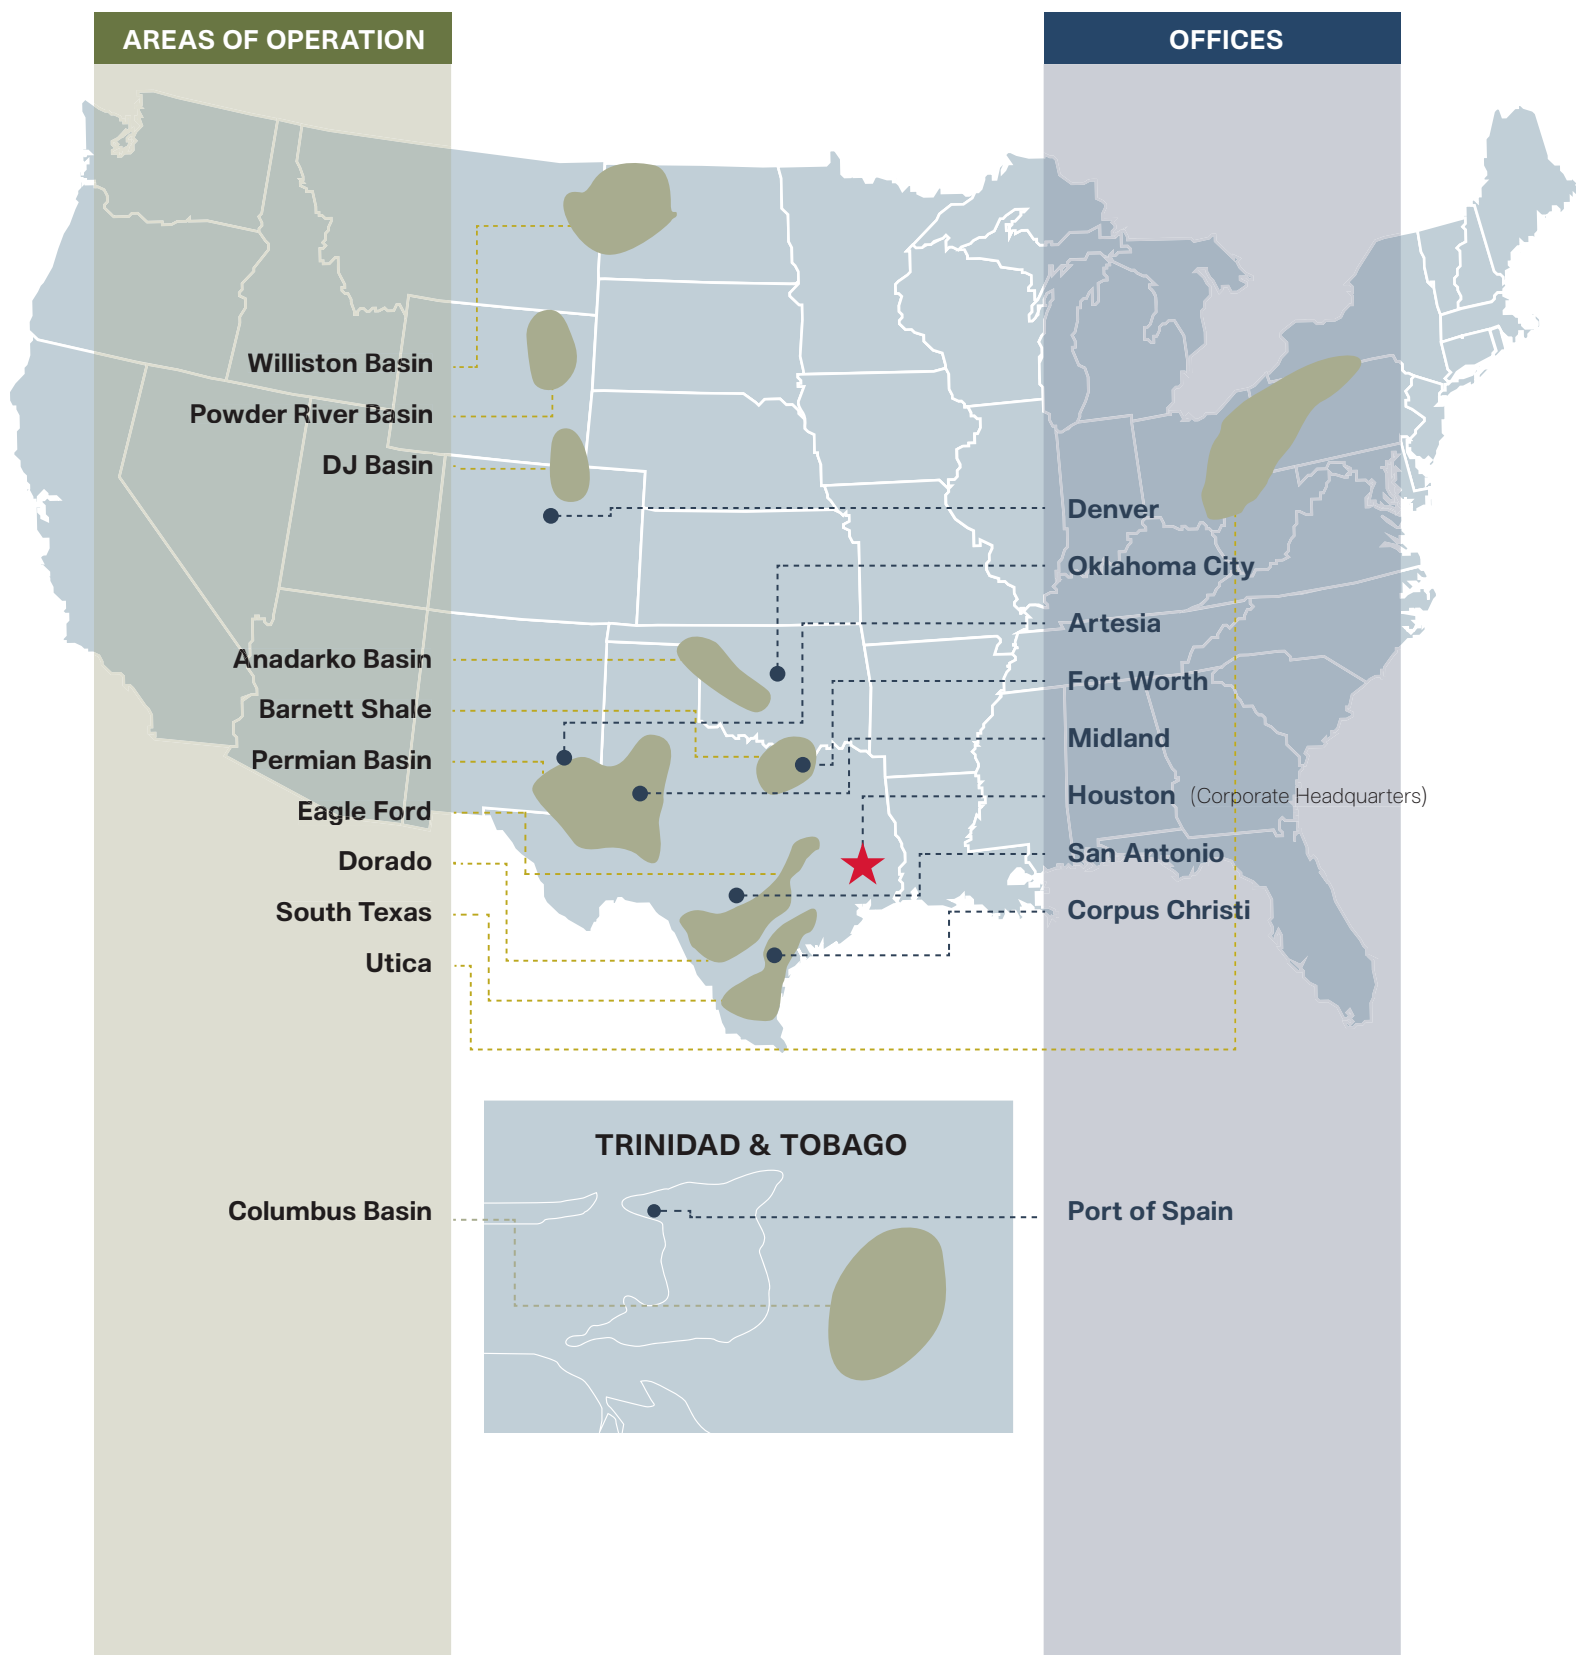 AREAS OF OPERATION
OFFICES
Williston Basin
Powder River Basin
DJ Basin
Anadarko Basin
Barnett Shale
Permian Basin
Eagle Ford
Dorado
South Texas
Utica
Denver
Oklahoma City
Artesia
Fort Worth
Midland
Houston (Corporate Headquarters)
San Antonio
Corpus Christi
TRINIDAD & TOBAGO
Columbus Basin
Port of Spain